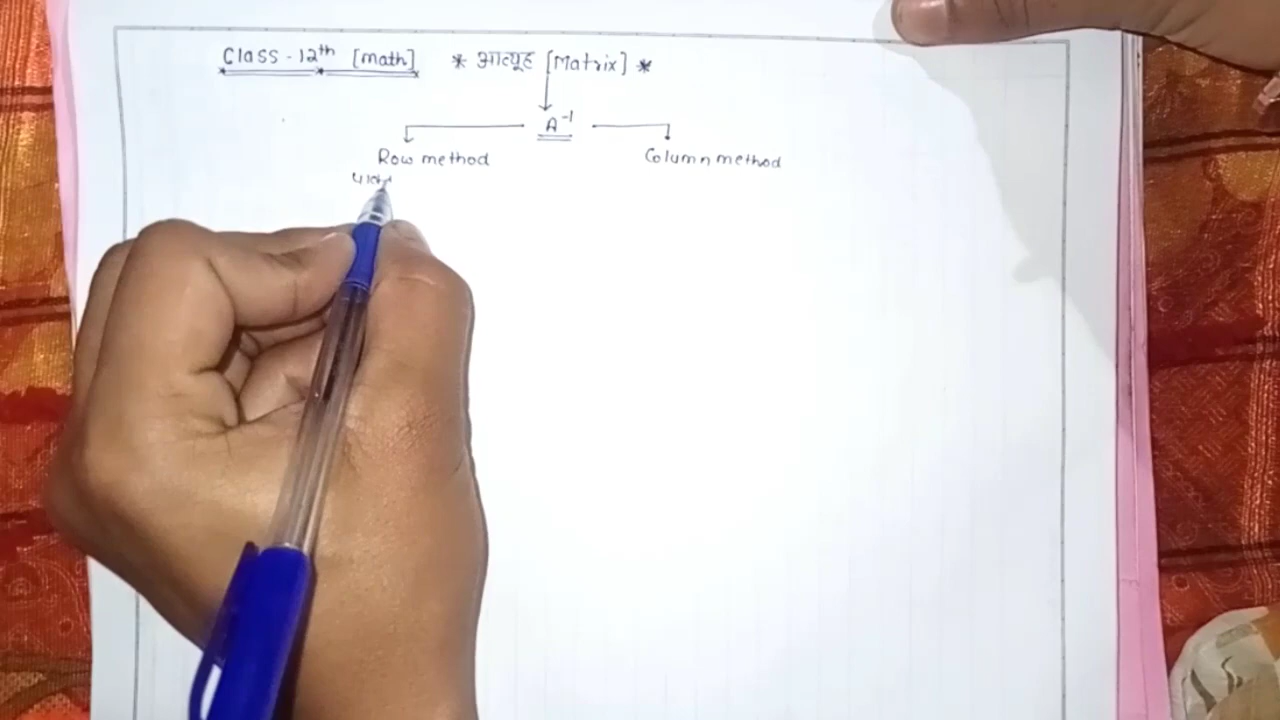 Class - 12th [math] * आव्यूह [Matrix] *
A⁻¹
Row method Column method